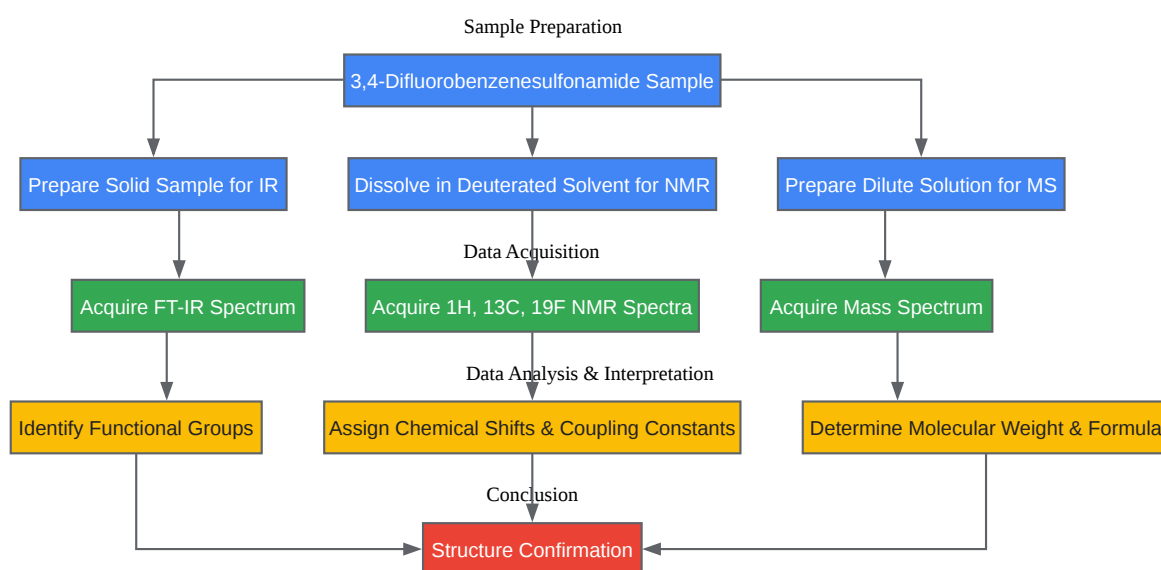 Sample Preparation
3,4-Difluorobenzenesulfonamide Sample
Prepare Solid Sample for IR
Dissolve in Deuterated Solvent for NMR
Prepare Dilute Solution for MS
Data Acquisition
Acquire FT-IR Spectrum
Acquire 1H, 13C, 19F NMR Spectra
Acquire Mass Spectrum
Data Analysis & Interpretation
Identify Functional Groups
Assign Chemical Shifts & Coupling Constants
Determine Molecular Weight & Formula
Conclusion
Structure Confirmation